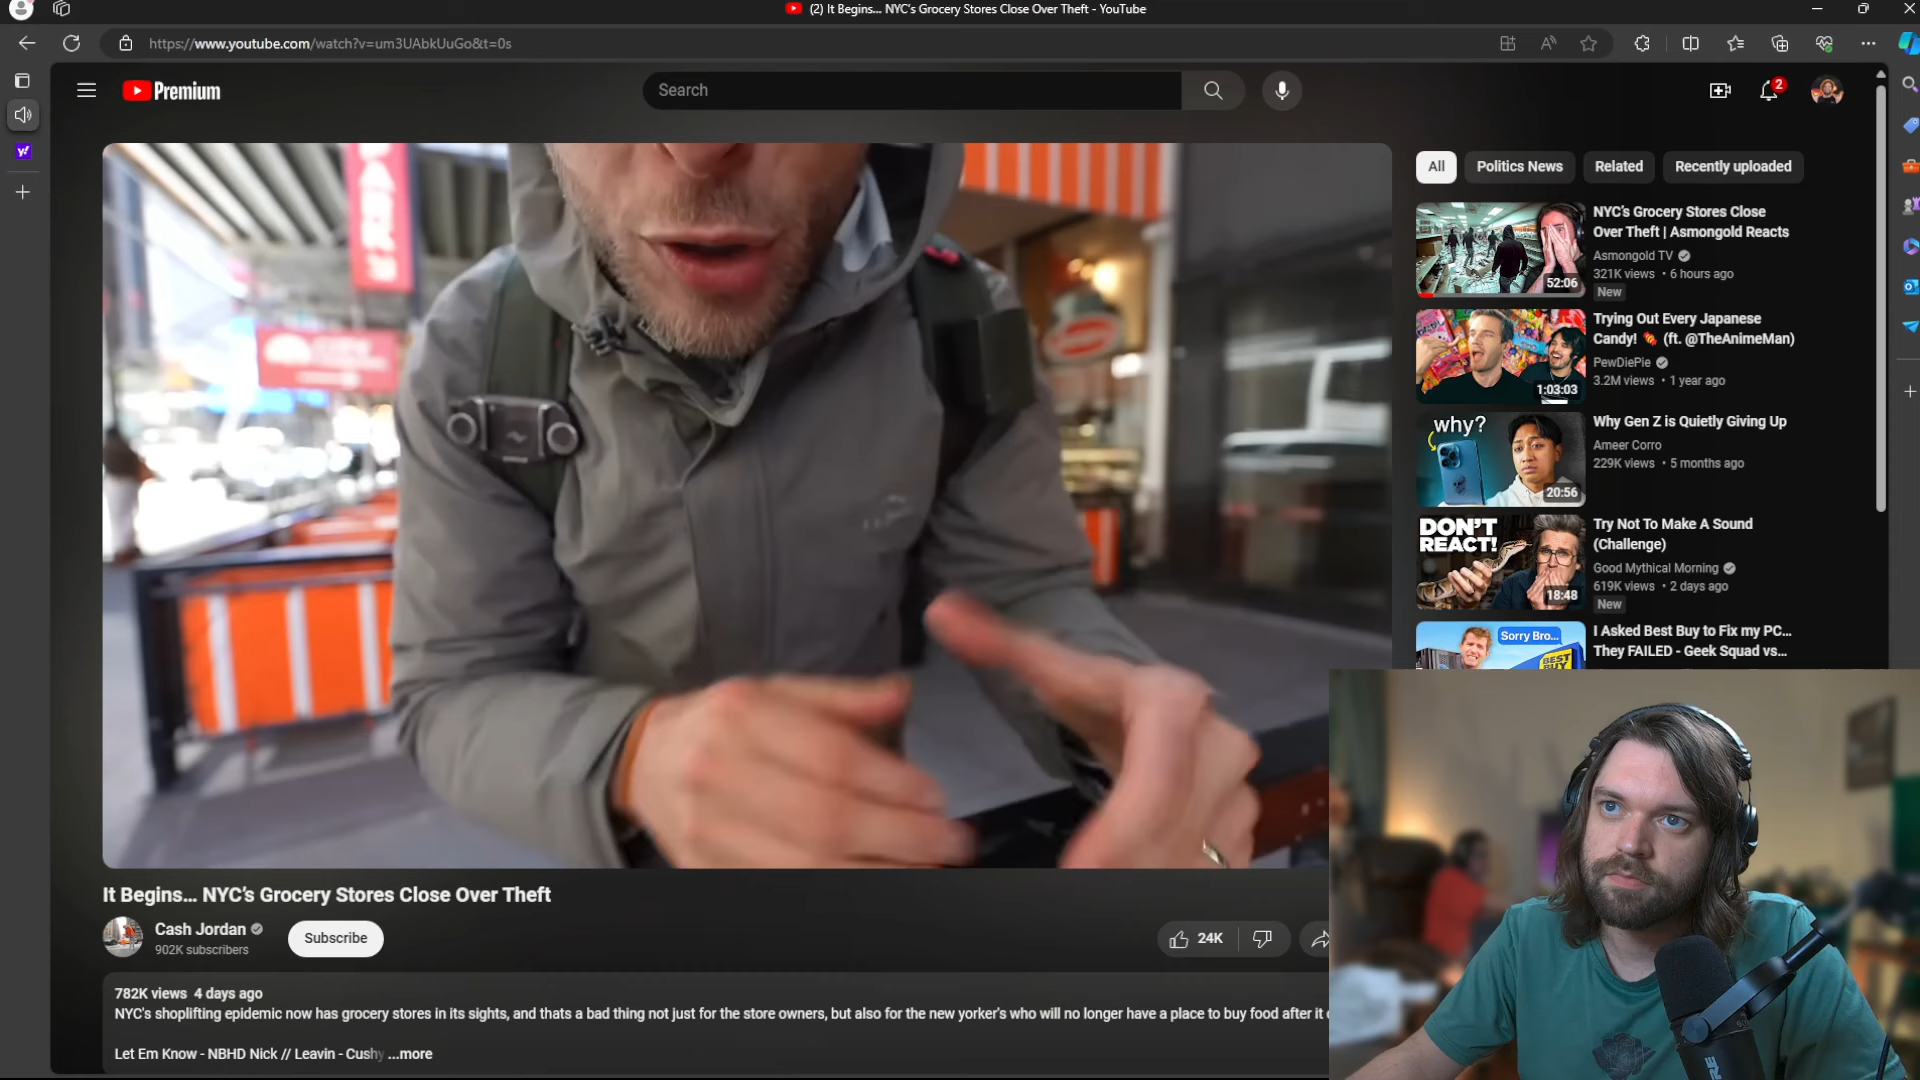 (2) It Begins... NYC's Grocery Stores Close Over Theft - YouTube
https://www.youtube.com/watch?v=um3UAbkUuGo&t=0s
Premium
Search
2
All
Politics News
Related
Recently uploaded
NYC's Grocery Stores Close
Over Theft | Asmongold Reacts
Asmongold TV
321K views • 6 hours ago
New
52:06
Trying Out Every Japanese
Candy! 🍬 (ft. @TheAnimeMan)
PewDiePie
3.2M views • 1 year ago
1:03:03
why?
Why Gen Z is Quietly Giving Up
Ameer Corro
229K views • 5 months ago
20:56
DON'T
REACT!
Try Not To Make A Sound
(Challenge)
Good Mythical Morning
619K views • 2 days ago
New
18:48
Sorry Bro...
BEST
BUY
I Asked Best Buy to Fix my PC...
They FAILED - Geek Squad vs...
It Begins... NYC's Grocery Stores Close Over Theft
Cash Jordan
902K subscribers
Subscribe
24K
782K views 4 days ago
NYC's shoplifting epidemic now has grocery stores in its sights, and thats a bad thing not just for the store owners, but also for the new yorker's who will no longer have a place to buy food after it
Let Em Know - NBHD Nick // Leavin - Cushy ...more